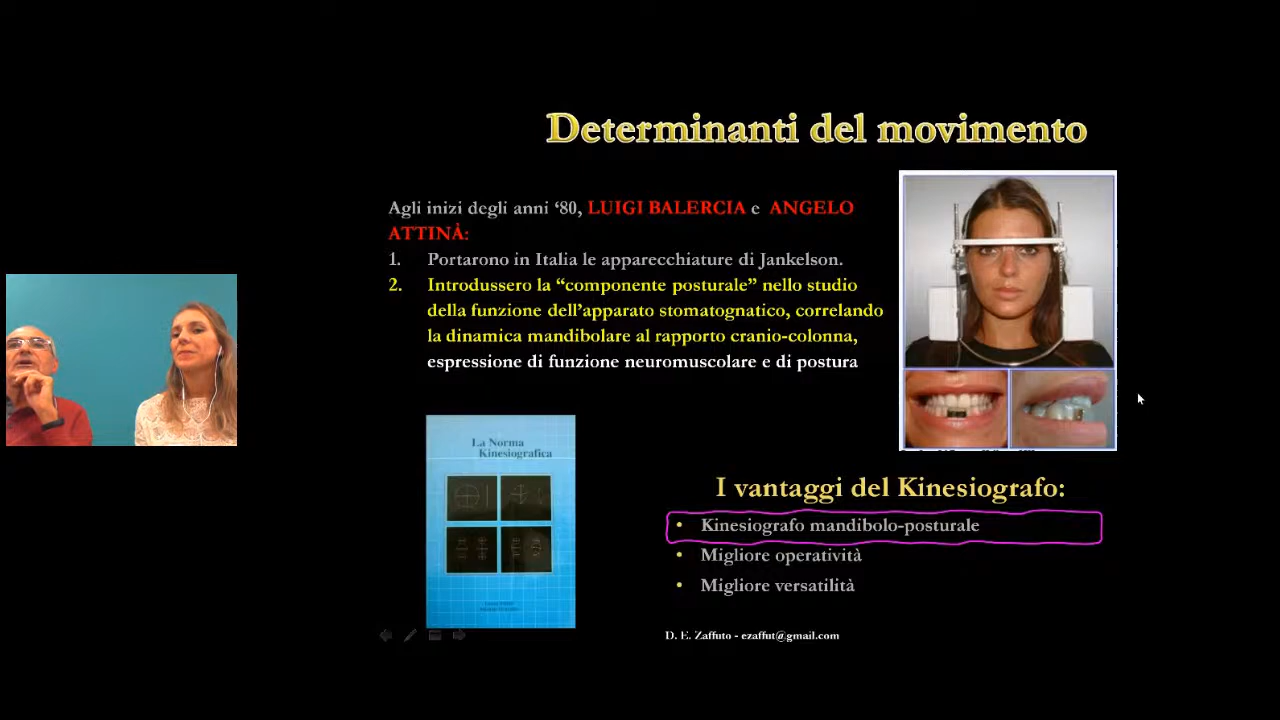 Determinanti del movimento
Agli inizi degli anni ‘80, LUIGI BALERCIA e ANGELO
ATTINÀ:
1. Portarono in Italia le apparecchiature di Jankelson.
2. Introdussero la “componente posturale” nello studio
della funzione dell’apparato stomatognatico, correlando
la dinamica mandibolare al rapporto cranio-colonna,
espressione di funzione neuromuscolare e di postura
La Norma
Kinesiografica
I vantaggi del Kinesiografo:
• Kinesiografo mandibolo-posturale
• Migliore operatività
• Migliore versatilità
D. E. Zaffuto - ezaffut@gmail.com